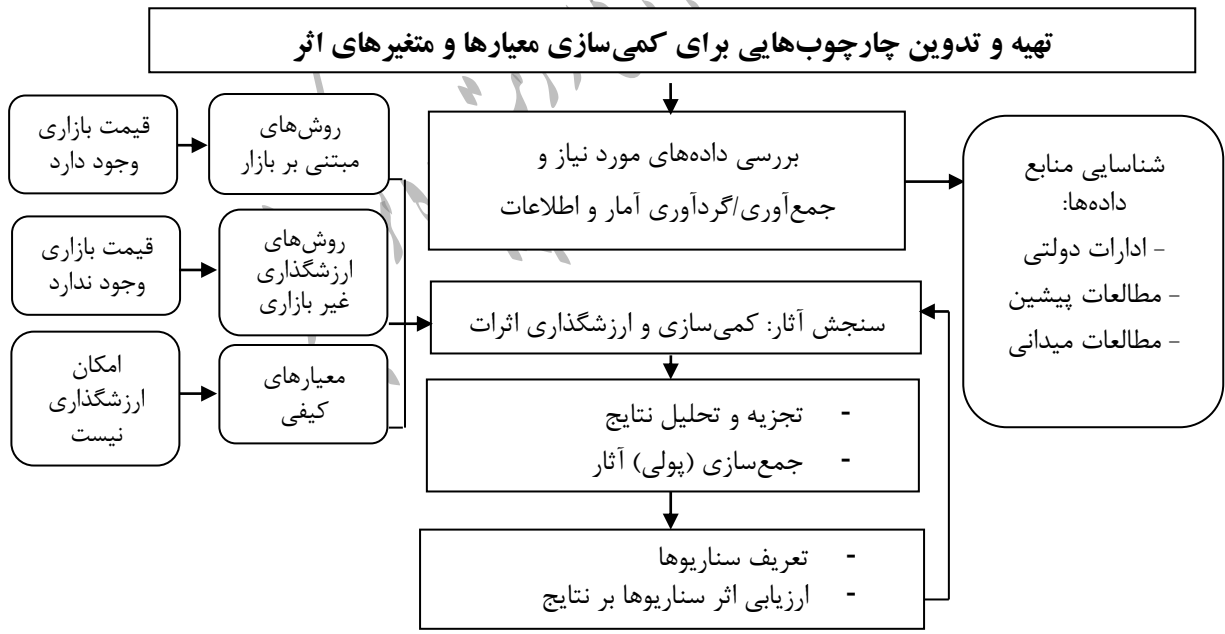 تهیه و تدوین چارچوب‌هایی برای کمی‌سازی معیارها و متغیرهای اثر
بررسی داده‌های مورد نیاز و
جمع‌آوری/گردآوری آمار و اطلاعات
شناسایی منابع
داده‌ها:
- ادارات دولتی
- مطالعات پیشین
- مطالعات میدانی
روش‌های
مبتنی بر بازار
قیمت بازاری
وجود دارد
روش‌های
ارزشگذاری
غیر بازاری
قیمت بازاری
وجود ندارد
معیارهای
کیفی
امکان
ارزشگذاری
نیست
سنجش آثار: کمی‌سازی و ارزشگذاری اثرات
- تجزیه و تحلیل نتایج
- جمع‌سازی (پولی) آثار
- تعریف سناریوها
- ارزیابی اثر سناریوها بر نتایج